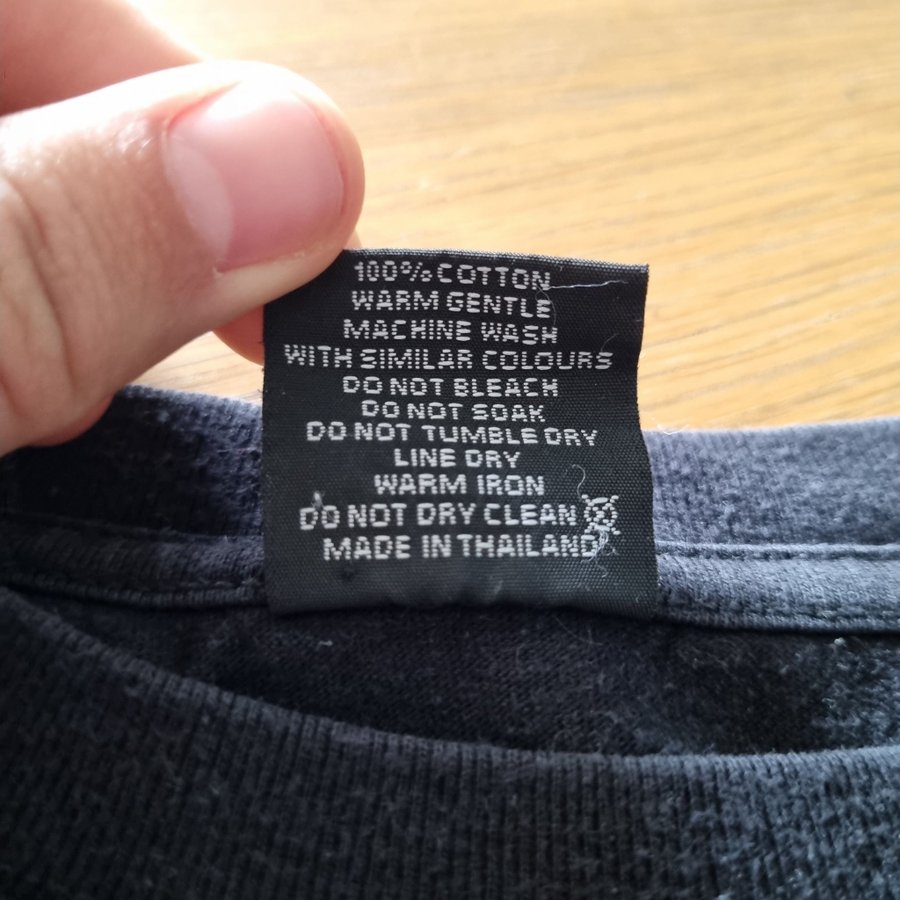 100% COTTON
WARM GENTLE
MACHINE WASH
WITH SIMILAR COLOURS
DO NOT BLEACH
DO NOT SOAK
DO NOT TUMBLE DRY
LINE DRY
WARM IRON
DO NOT DRY CLEAN
MADE IN THAILAND